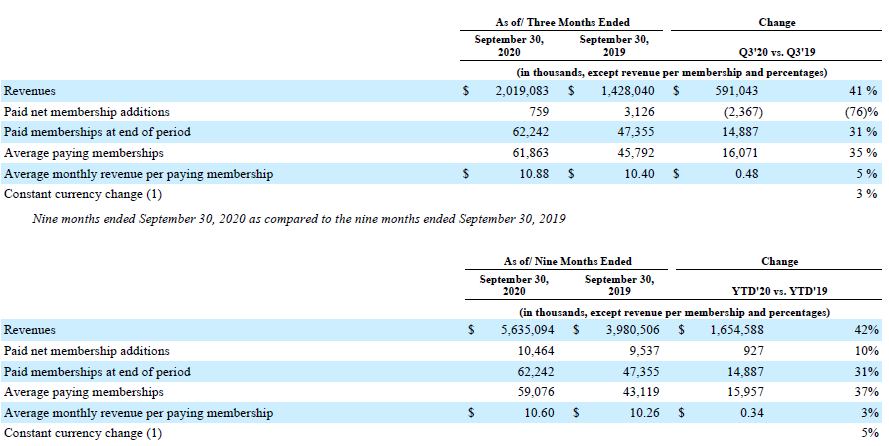 As of/ Three Months Ended Change
September 30, 2020 September 30, 2019 Q3'20 vs. Q3'19
(in thousands, except revenue per membership and percentages)
Revenues $ 2,019,083 $ 1,428,040 $ 591,043 41 %
Paid net membership additions 759 3,126 (2,367) (76)%
Paid memberships at end of period 62,242 47,355 14,887 31 %
Average paying memberships 61,863 45,792 16,071 35 %
Average monthly revenue per paying membership $ 10.88 $ 10.40 $ 0.48 5 %
Constant currency change (1) 3 %
Nine months ended September 30, 2020 as compared to the nine months ended September 30, 2019
As of/ Nine Months Ended Change
September 30, 2020 September 30, 2019 YTD'20 vs. YTD'19
(in thousands, except revenue per membership and percentages)
Revenues $ 5,635,094 $ 3,980,506 $ 1,654,588 42%
Paid net membership additions 10,464 9,537 927 10%
Paid memberships at end of period 62,242 47,355 14,887 31%
Average paying memberships 59,076 43,119 15,957 37%
Average monthly revenue per paying membership $ 10.60 $ 10.26 $ 0.34 3%
Constant currency change (1) 5%